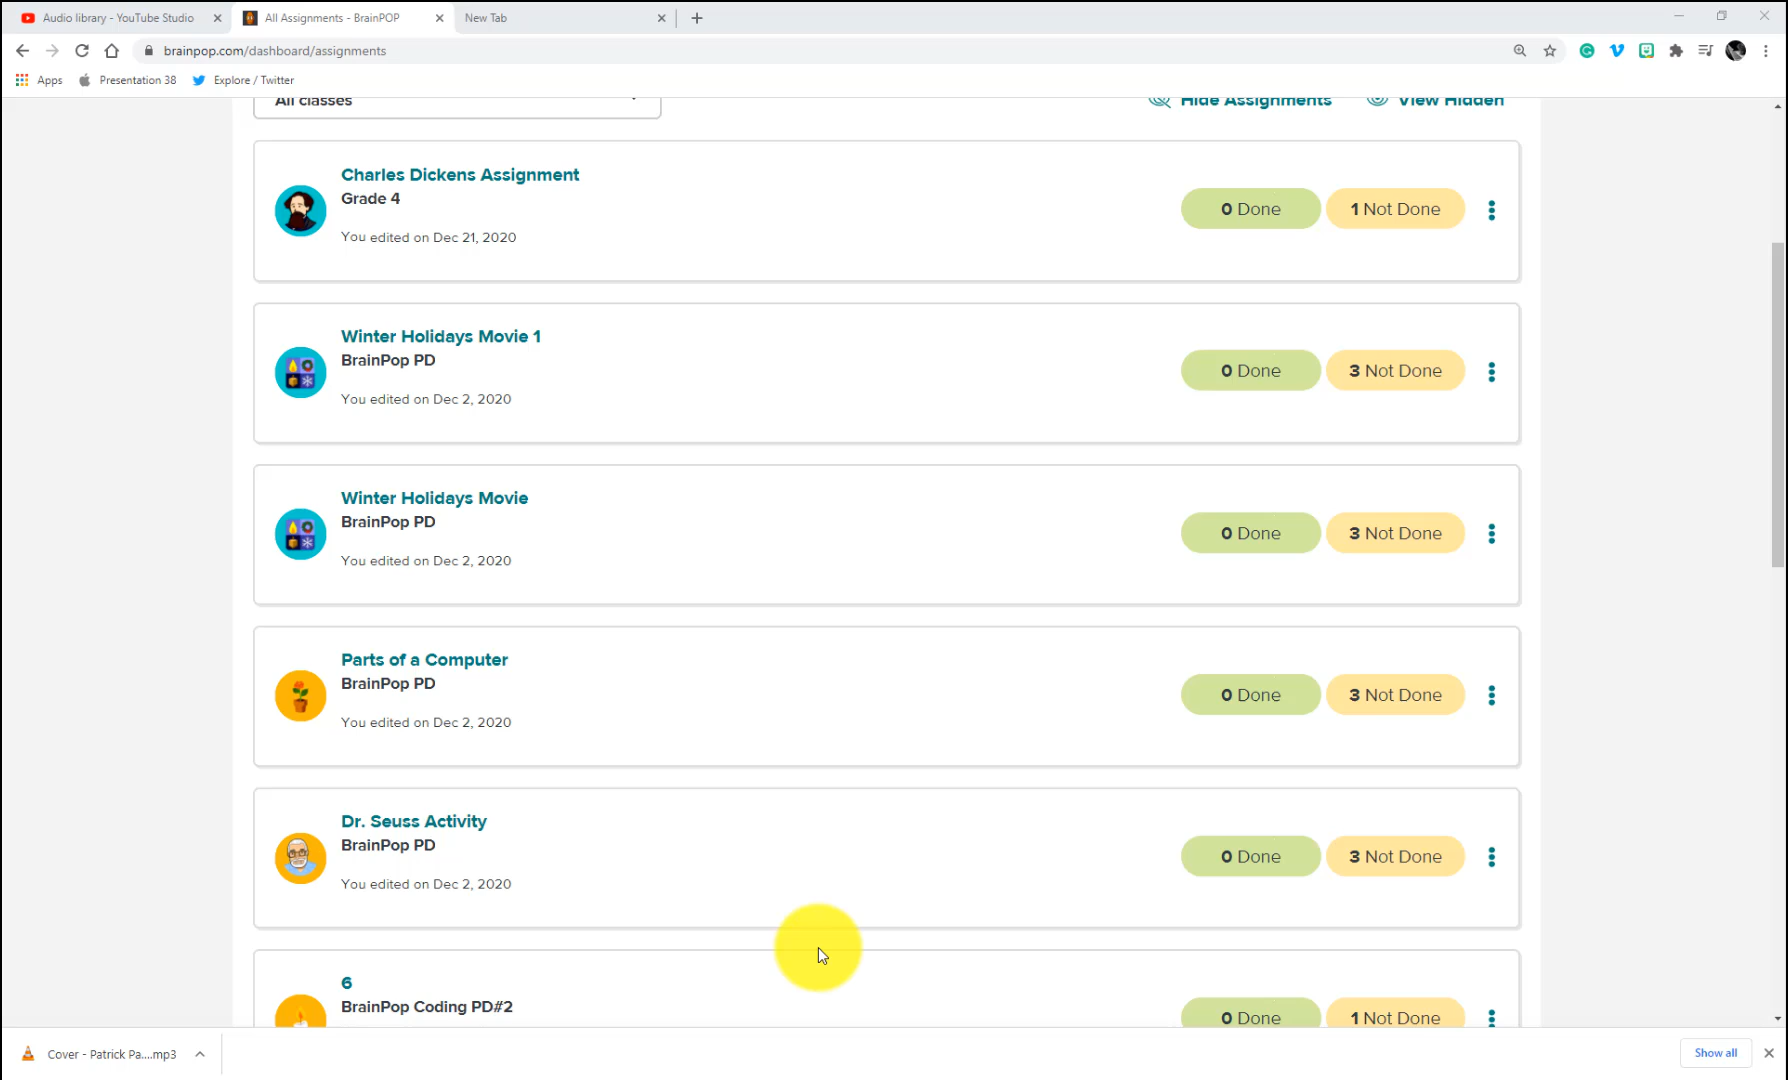 Audio library - YouTube Studio
All Assignments - BrainPOP
New Tab
brainpop.com/dashboard/assignments
Apps
Presentation 38
Explore / Twitter
All classes
Hide Assignments
View Hidden
Charles Dickens Assignment
Grade 4
0 Done
1 Not Done
You edited on Dec 21, 2020
Winter Holidays Movie 1
BrainPop PD
0 Done
3 Not Done
You edited on Dec 2, 2020
Winter Holidays Movie
BrainPop PD
0 Done
3 Not Done
You edited on Dec 2, 2020
Parts of a Computer
BrainPop PD
0 Done
3 Not Done
You edited on Dec 2, 2020
Dr. Seuss Activity
BrainPop PD
0 Done
3 Not Done
You edited on Dec 2, 2020
6
BrainPop Coding PD#2
0 Done
1 Not Done
Cover - Patrick Pa....mp3
Show all